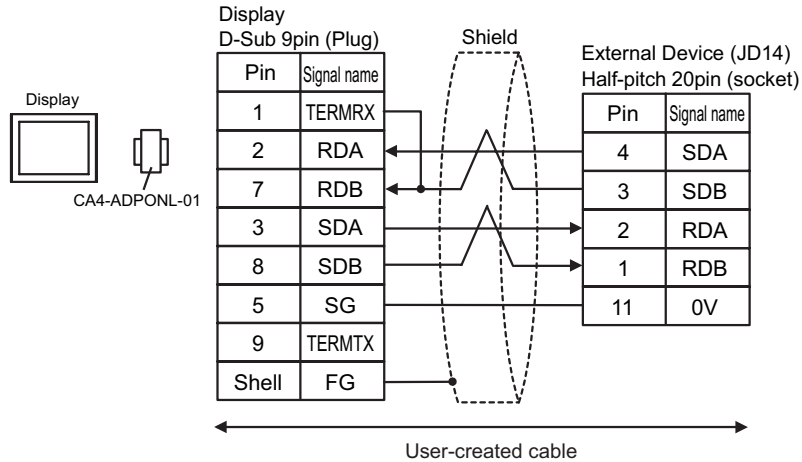 Display
D-Sub 9pin (Plug)
Shield
External Device (JD14)
Half-pitch 20pin (socket)
Display
CA4-ADPONL-01
Pin Signal name
1 TERMRX
2 RDA
7 RDB
3 SDA
8 SDB
5 SG
9 TERMTX
Shell FG
Pin Signal name
4 SDA
3 SDB
2 RDA
1 RDB
11 0V
User-created cable